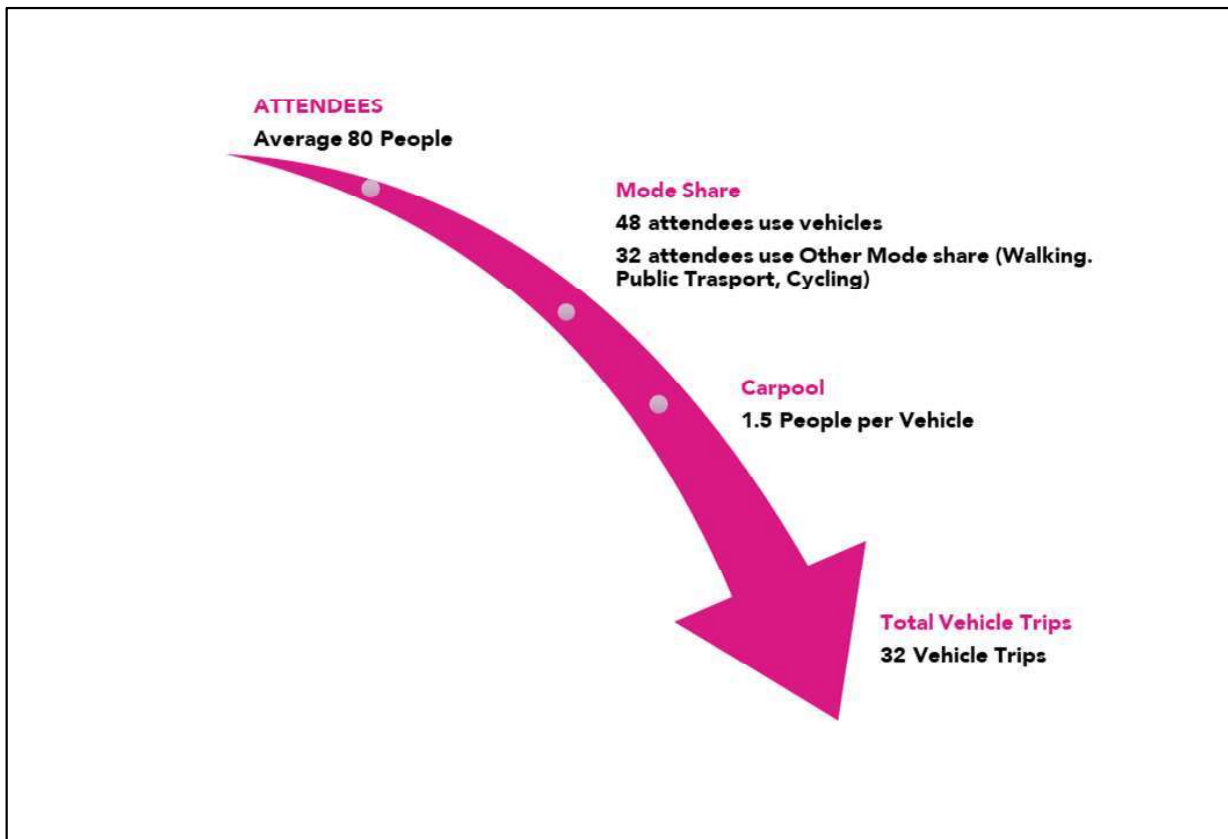 ATTENDEES
Average 80 People
Mode Share
48 attendees use vehicles
32 attendees use Other Mode share (Walking.
Public Trasport, Cycling)
Carpool
1.5 People per Vehicle
Total Vehicle Trips
32 Vehicle Trips